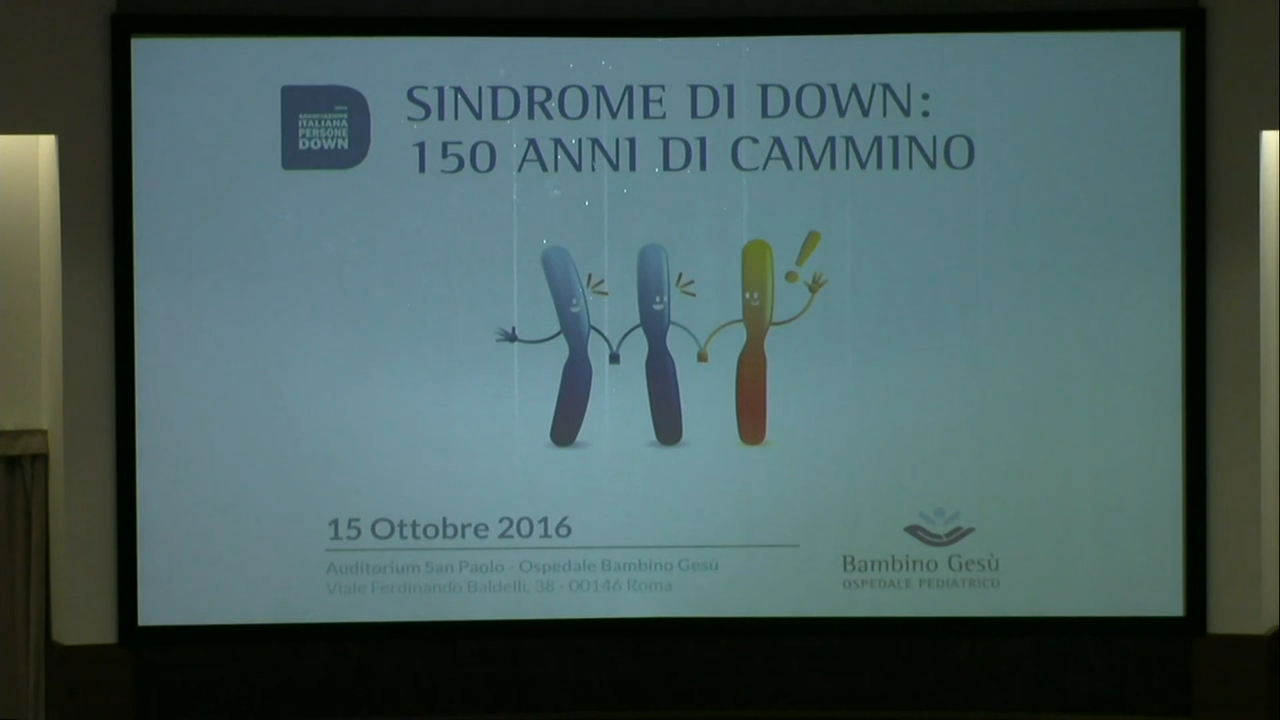 SINDROME DI DOWN:
150 ANNI DI CAMMINO
ASSOCIAZIONE
ITALIANA
PERSONE
DOWN
!
15 Ottobre 2016
Auditorium San Paolo - Ospedale Bambino Gesù
Viale Ferdinando Baldelli, 38 - 00146 Roma
Bambino Gesù
OSPEDALE PEDIATRICO